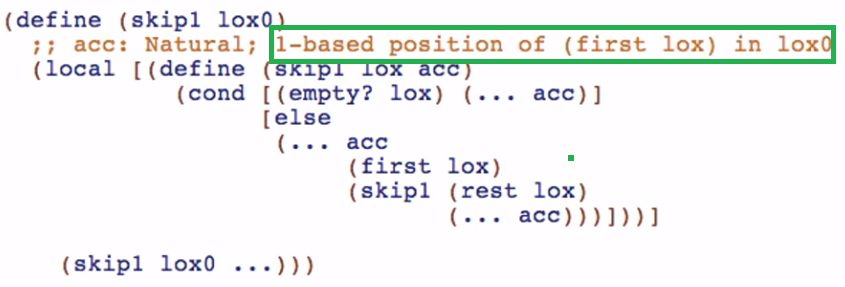 (define (skip1 lox0)
;; acc: Natural; 1-based position of (first lox) in lox0
(local [(define (skip1 lox acc)
(cond [(empty? lox) (... acc)]
[else
(... acc
(first lox)
(skip1 (rest lox)
(... acc)))]))]
(skip1 lox0 ...)))